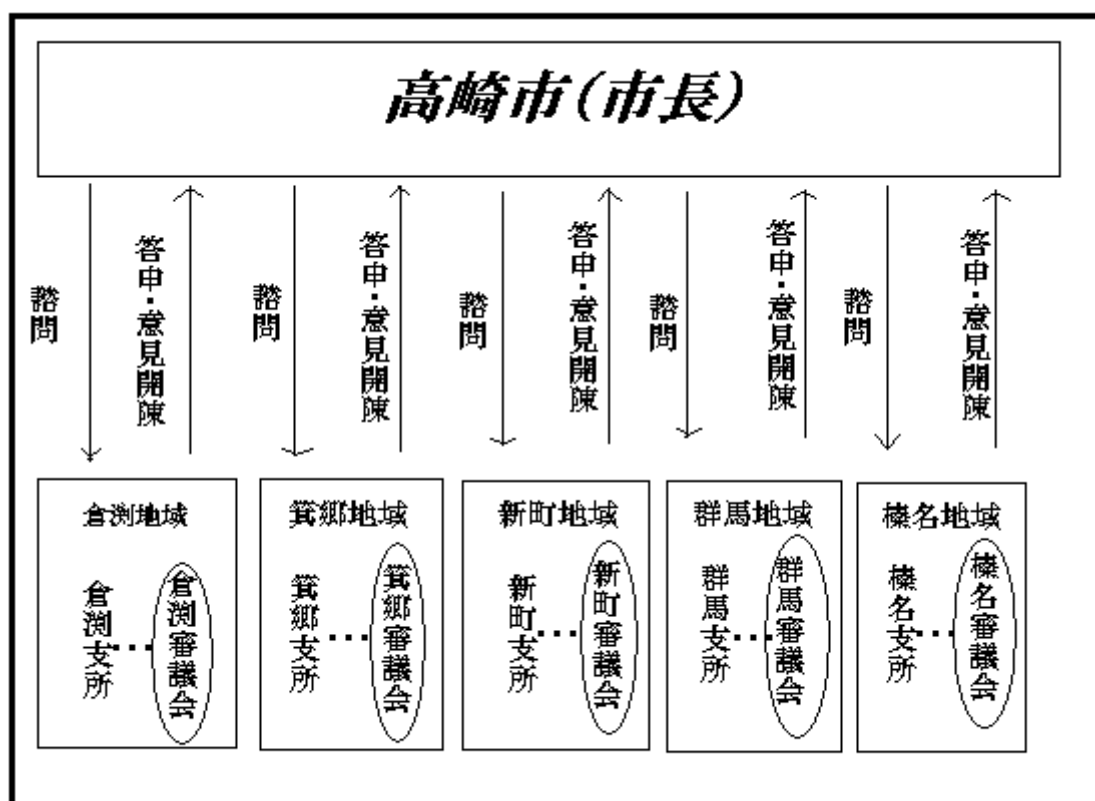 高崎市(市長)
諮問
答申・意見開陳
諮問
答申・意見開陳
諮問
答申・意見開陳
諮問
答申・意見開陳
諮問
答申・意見開陳
倉渕地域
倉渕支所
倉渕審議会
箕郷地域
箕郷支所
箕郷審議会
新町地域
新町支所
新町審議会
群馬地域
群馬支所
群馬審議会
榛名地域
榛名支所
榛名審議会